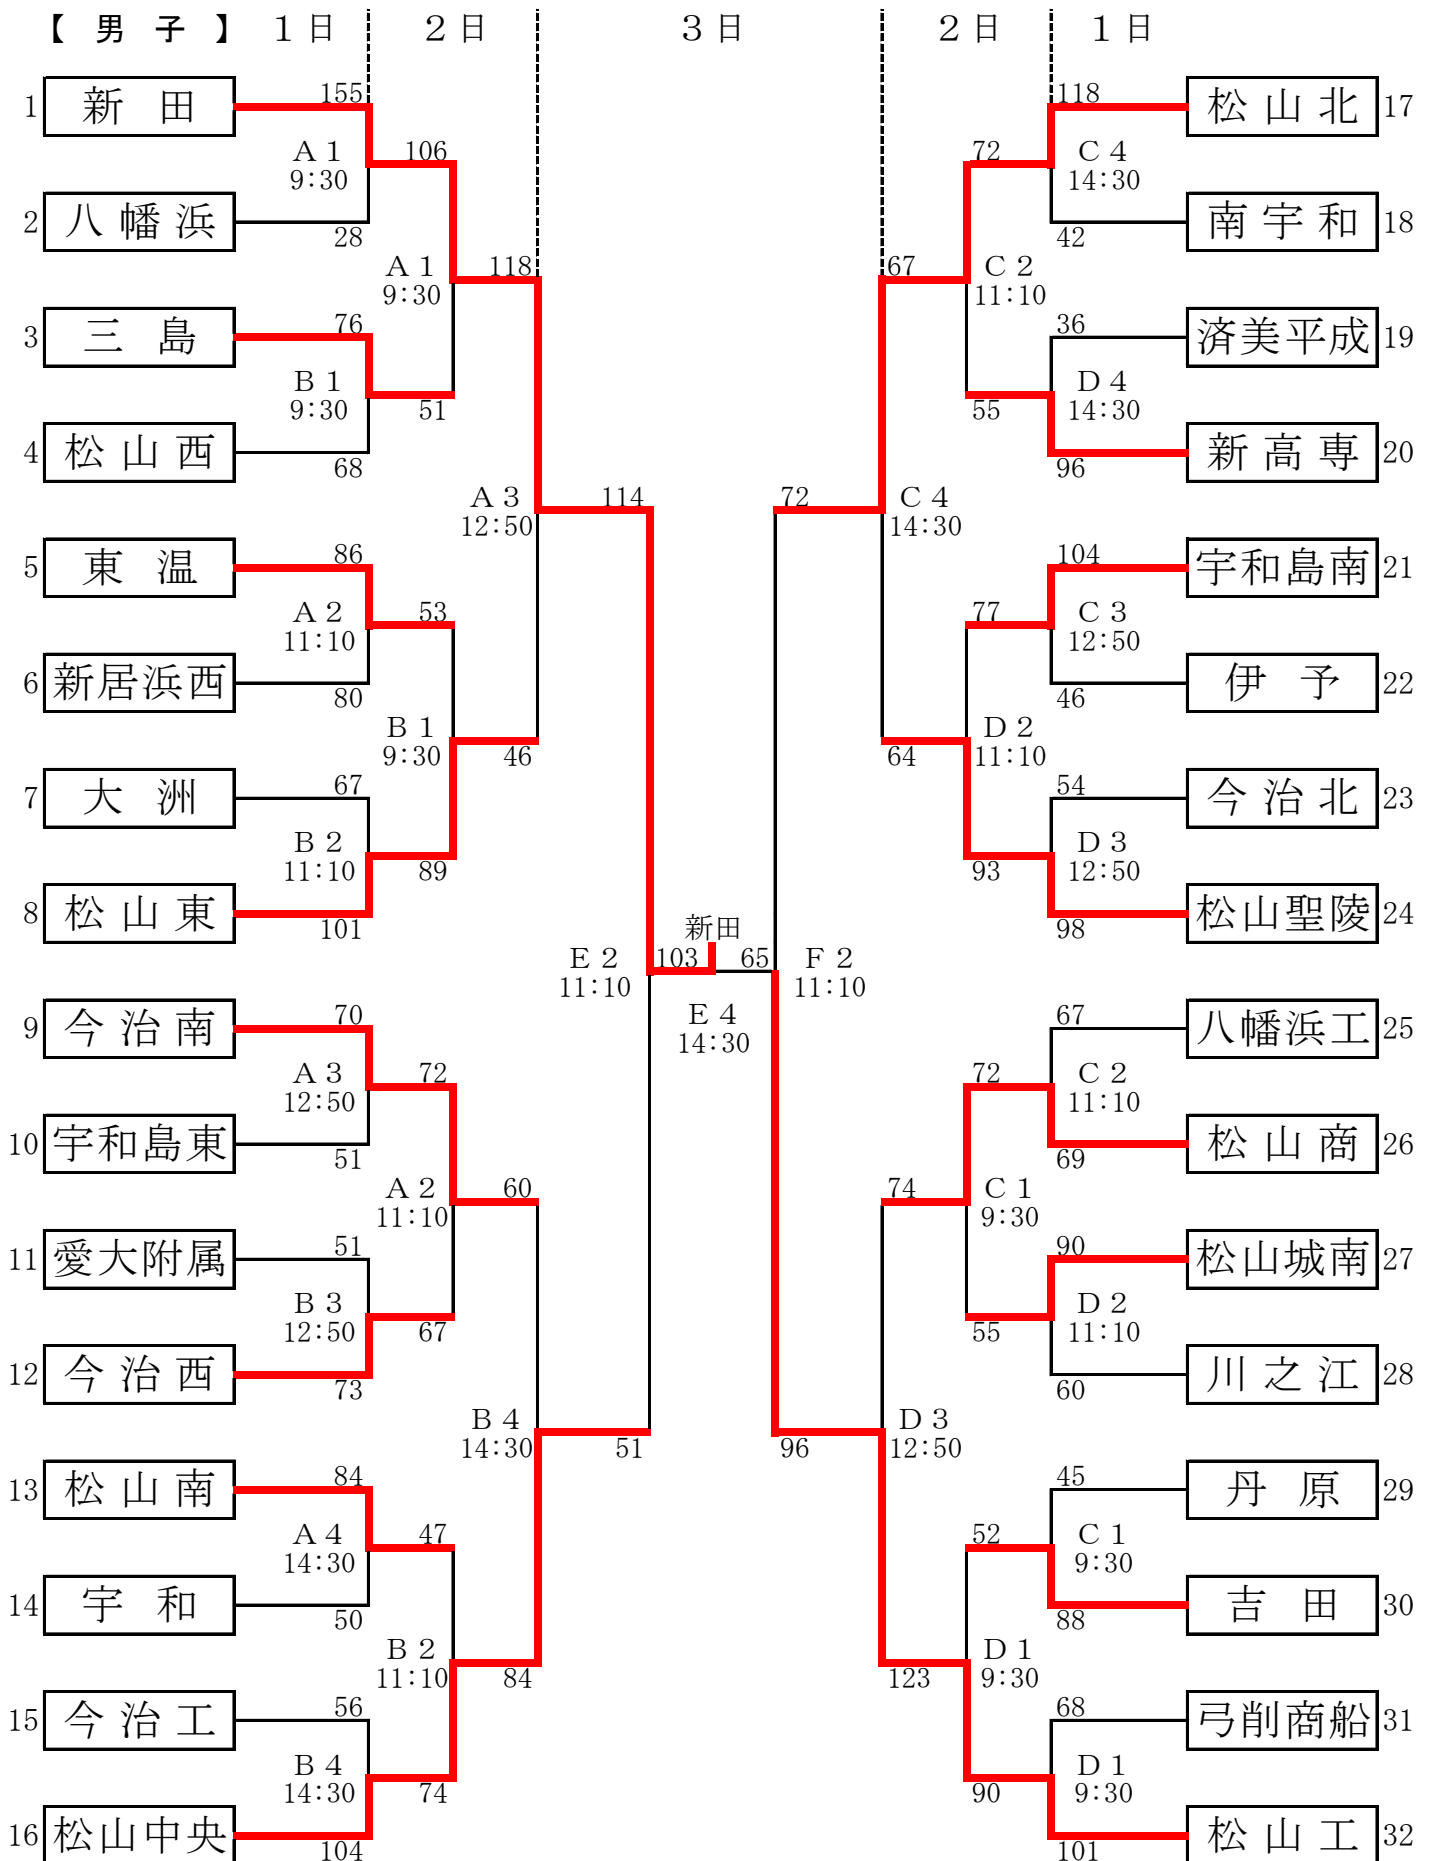 【 男 子 】 1日 2日 3日 2日 1日
155 118
1 新 田 松 山 北 17
A 1 106 72 C 4
9:30 14:30
2 八 幡 浜 南 宇 和 18
28 42
A 1 118 67 C 2
9:30 11:10
76 36
3 三 島 済美平成 19
B 1 D 4
9:30 51 55 14:30
4 松 山 西 新 高 専 20
68 96
A 3 114 72 C 4
12:50 14:30
86 104
5 東 温 宇和島南 21
A 2 53 77 C 3
11:10 12:50
6 新居浜西 伊 予 22
80 46
B 1 D 2
9:30 46 64 11:10
67 54
7 大 洲 今 治 北 23
B 2 D 3
11:10 89 93 12:50
8 松 山 東 松山聖陵 24
101 新田 98
E 2 103 65 F 2
11:10 11:10
70 E 4 67
9 今 治 南 八幡浜工 25
14:30
A 3 72 72 C 2
12:50 11:10
10 宇和島東 松 山 商 26
51 69
A 2 60 74 C 1
11:10 9:30
51 90
11 愛大附属 松山城南 27
B 3 D 2
12:50 67 55 11:10
12 今 治 西 川 之 江 28
73 60
B 4 D 3
14:30 51 96 12:50
84 45
13 松 山 南 丹 原 29
A 4 47 52 C 1
14:30 9:30
14 宇 和 吉 田 30
50 88
B 2 D 1
11:10 84 123 9:30
56 68
15 今 治 工 弓削商船 31
B 4 D 1
14:30 74 90 9:30
16 松山中央 松 山 工 32
104 101